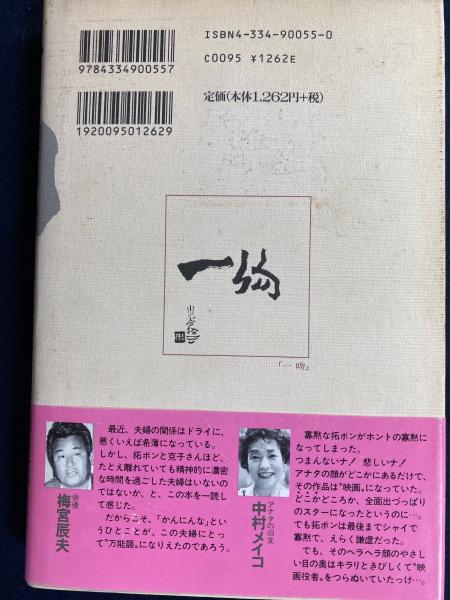 ISBN4-334-90055-0
C0095 ¥1262E
9784334900557
定価(本体1,262円+税)
1920095012629
一吻
「一 吻」
最近、夫婦の関係はドライに、
悪くいえば希薄になっている。
しかし、拓ボンと克子さんほど、
たとえ離れていても精神的に濃密
な時間を過ごした夫婦はいないの
ではないか、と、この本を一読し
て感じた。
だからこそ、「かんにんな」という
ひとことが、この夫婦にとって
“万能語”になりえたのであろう。
俳優
梅宮辰夫
寡黙な拓ボンがホントの寡黙に
なってしまった。
つまんないナ! 悲しいナ!
アナタの顔がどこかにあるだけで、
その作品は“映画”になっていた。
どこかどころか、全面出づっぱり
のスターになったというのに…。
でも拓ボンは最後までシャイで
寡黙で、えらく謙虚だった。
でも、そのヘラヘラ顔のやさし
い目の奥はキラリとさびしくて“映
画役者”をつらぬいていたっけ…。
アナタの旧友
中村メイコ